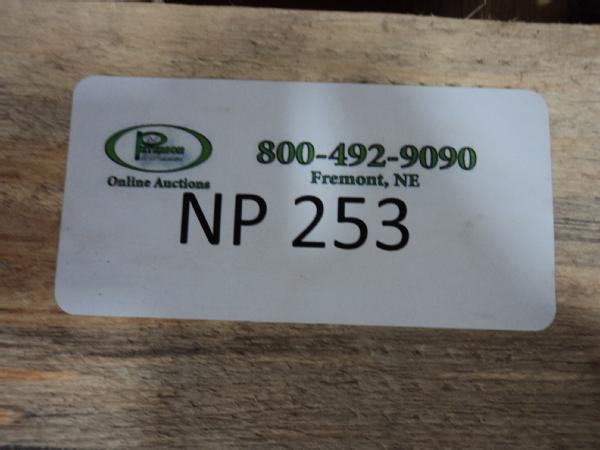 800-492-9090
Online Auctions Fremont, NE
NP 253